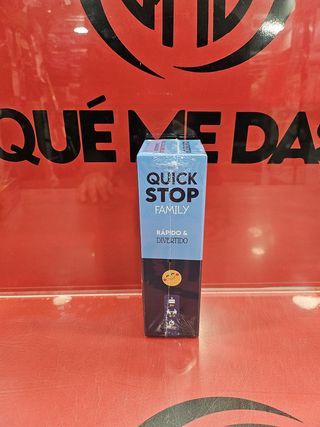 QUÉ ME DAS
QUICK
STOP
FAMILY
RÁPIDO &
DIVERTIDO